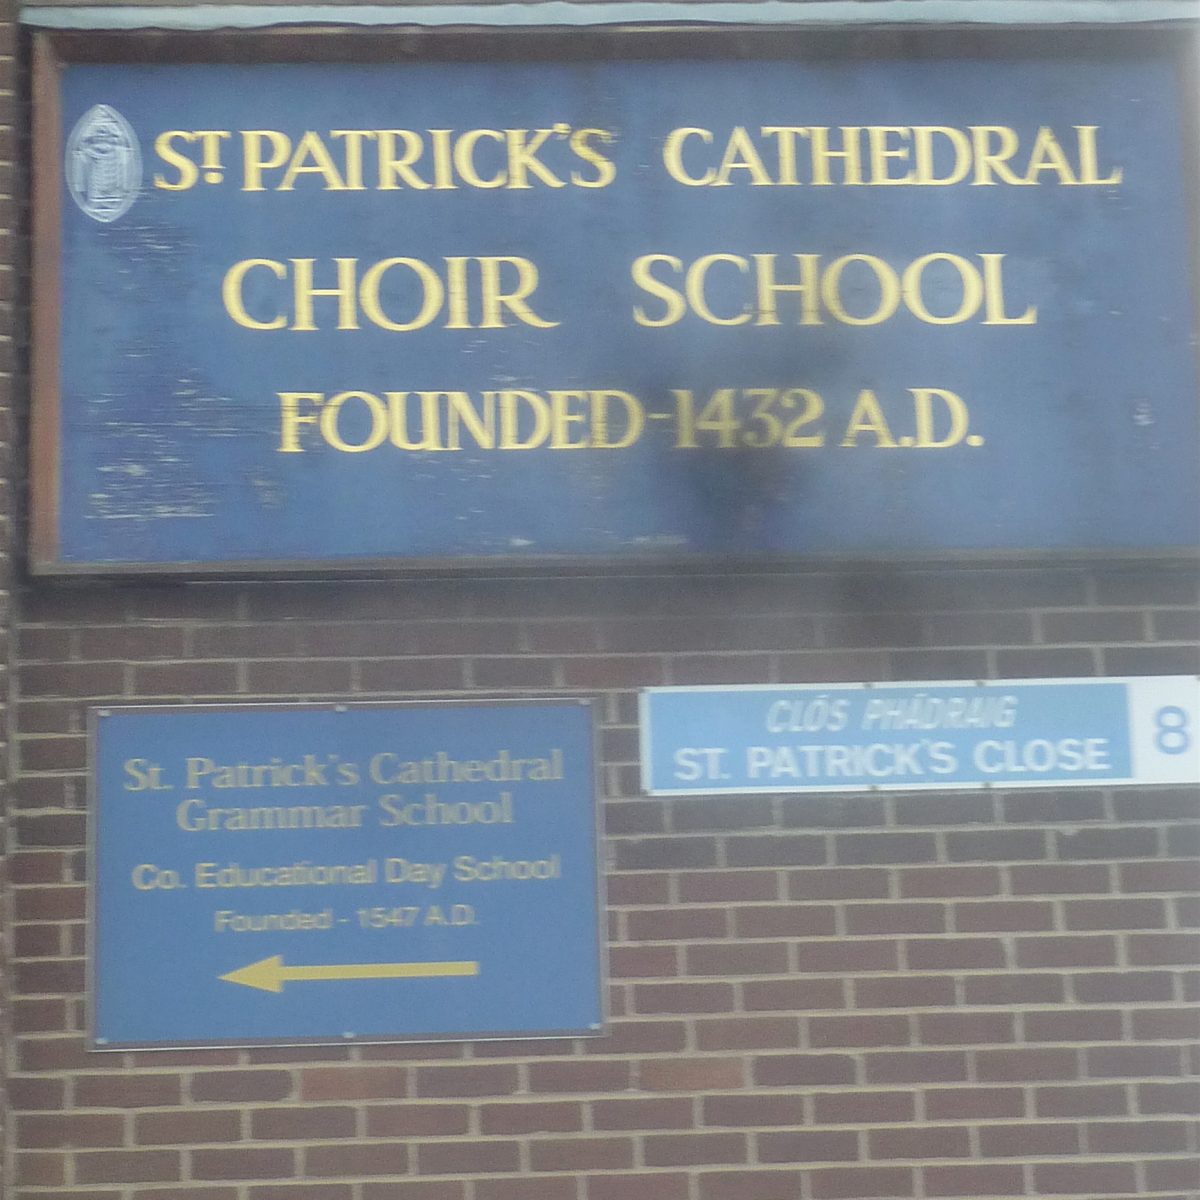 ST. PATRICK'S CATHEDRAL
CHOIR SCHOOL
FOUNDED-1432 A.D.
St. Patrick's Cathedral
Grammar School
Co. Educational Day School
Founded - 1547 A.D.
CLÓS PHÁDRAIG
ST. PATRICK'S CLOSE
8